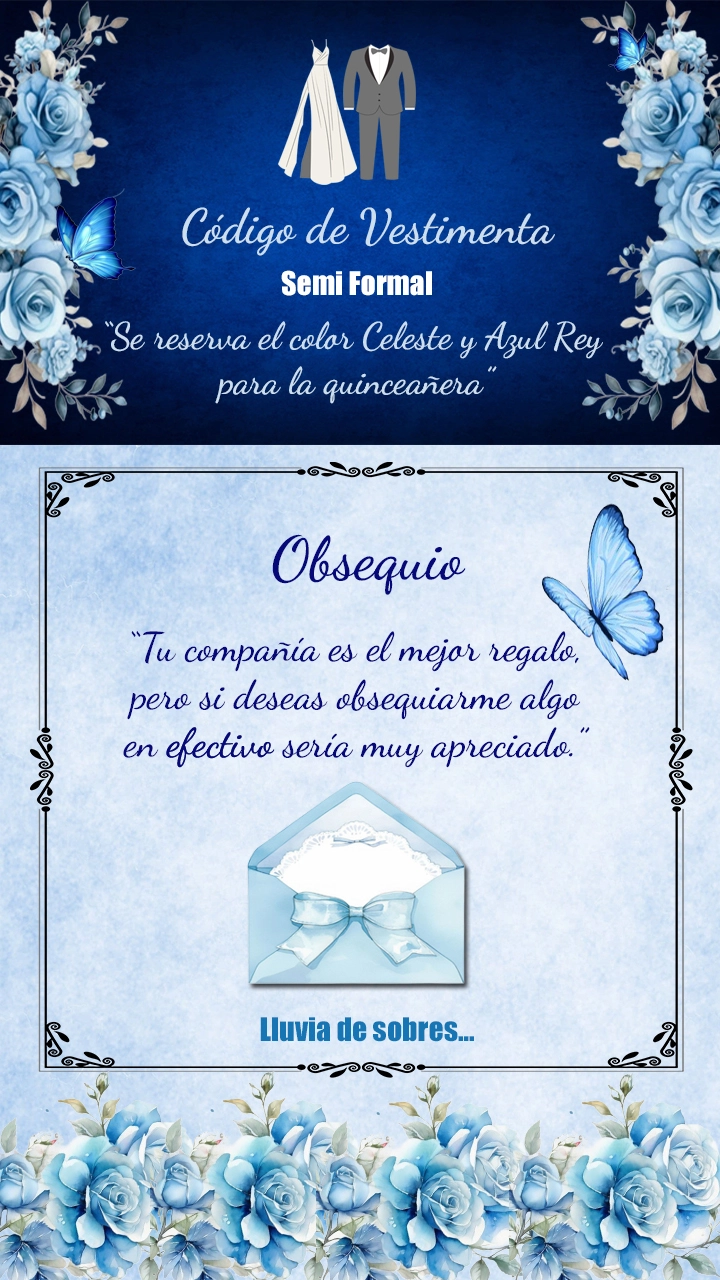 Código de Vestimenta
Semi Formal
“Se reserva el color Celeste y Azul Rey
para la quinceañera”
Obsequio
“Tu compañía es el mejor regalo,
pero si deseas obsequiarme algo
en efectivo sería muy apreciado.”
Lluvia de sobres...